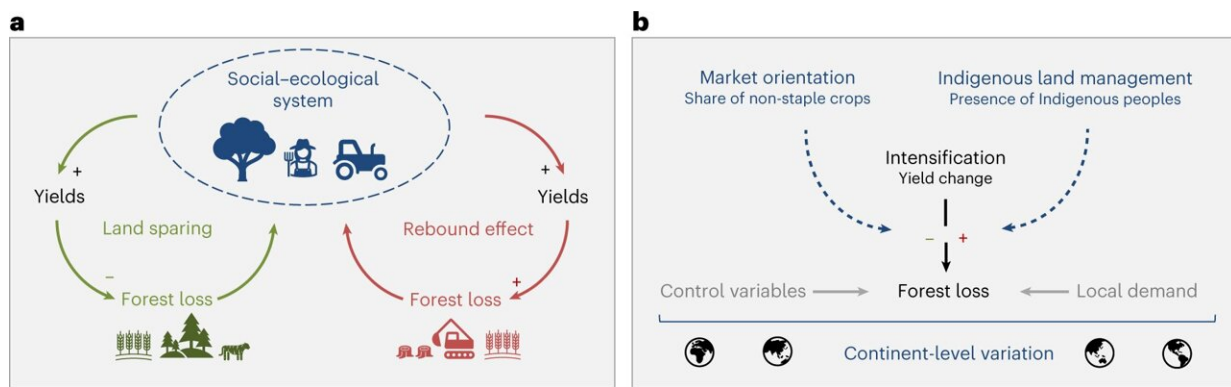 a
Social–ecological
system
+
Yields
Land sparing
–
Forest loss
+
Yields
Rebound effect
+
Forest loss
b
Market orientation
Share of non-staple crops
Indigenous land management
Presence of Indigenous peoples
Intensification
Yield change
– +
Control variables Forest loss Local demand
Continent-level variation